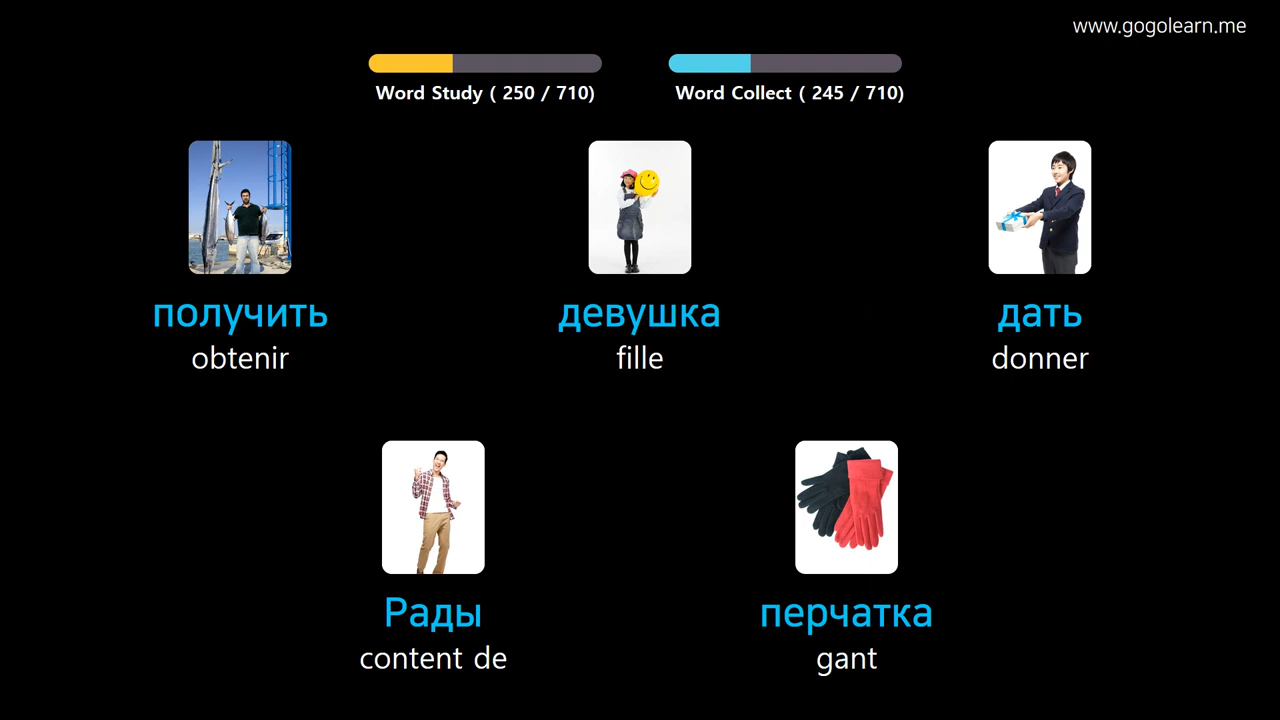 www.gogolearn.me
Word Study ( 250 / 710)
Word Collect ( 245 / 710)
получить
obtenir
девушка
fille
дать
donner
Рады
content de
перчатка
gant